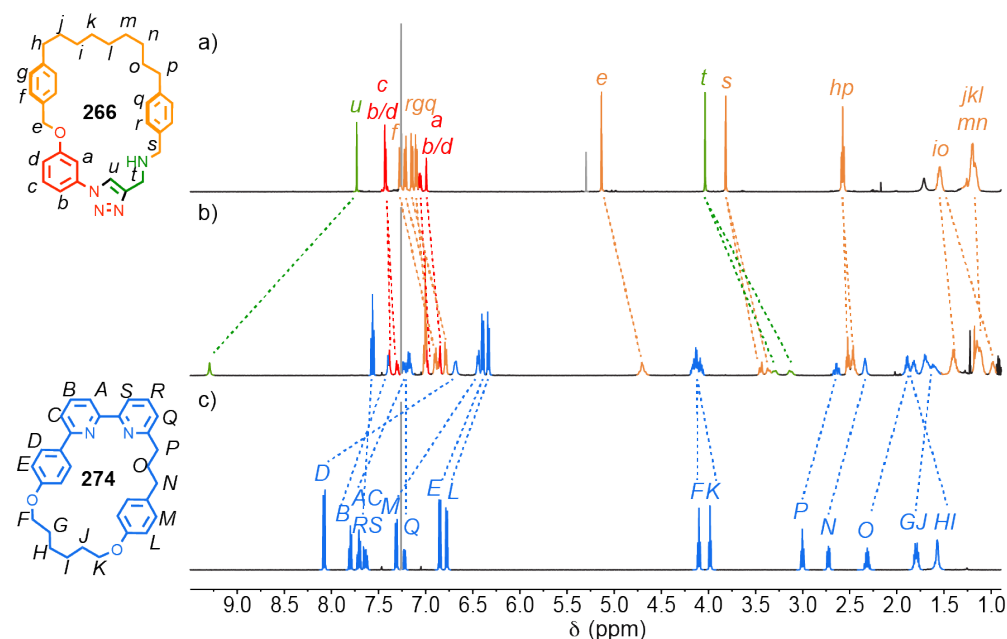 j k m n
h i l o p
g
f q
266 r
e s
O HN
d a u t
c N
b N=N
a)
u c
b/d f rgq a
b/d e t s hp jkl
mn
io
b)
c)
B A S R
C Q
N N
D P
E 274 O
N
O M
F G J O L
H I K
D B AC
RS M Q E L FK P N O GJ HI
9.0 8.5 8.0 7.5 7.0 6.5 6.0 5.5 5.0 4.5 4.0 3.5 3.0 2.5 2.0 1.5 1.0
δ (ppm)